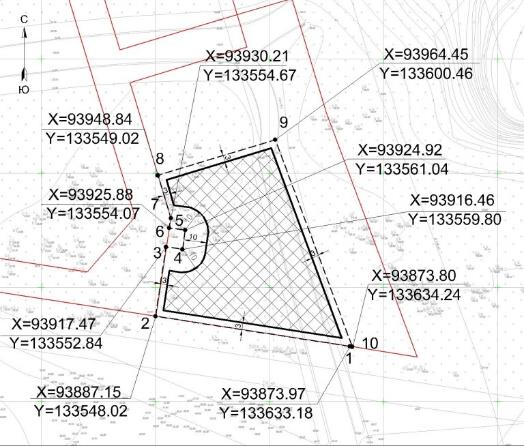 С
Ю
X=93930.21
Y=133554.67
X=93964.45
Y=133600.46
X=93948.84
Y=133549.02
9
8
X=93924.92
Y=133561.04
X=93925.88
Y=133554.07
7
5
6
10
3
4
X=93916.46
Y=133559.80
3
X=93873.80
Y=133634.24
X=93917.47
Y=133552.84
2
3
10
1
X=93887.15
Y=133548.02
X=93873.97
Y=133633.18